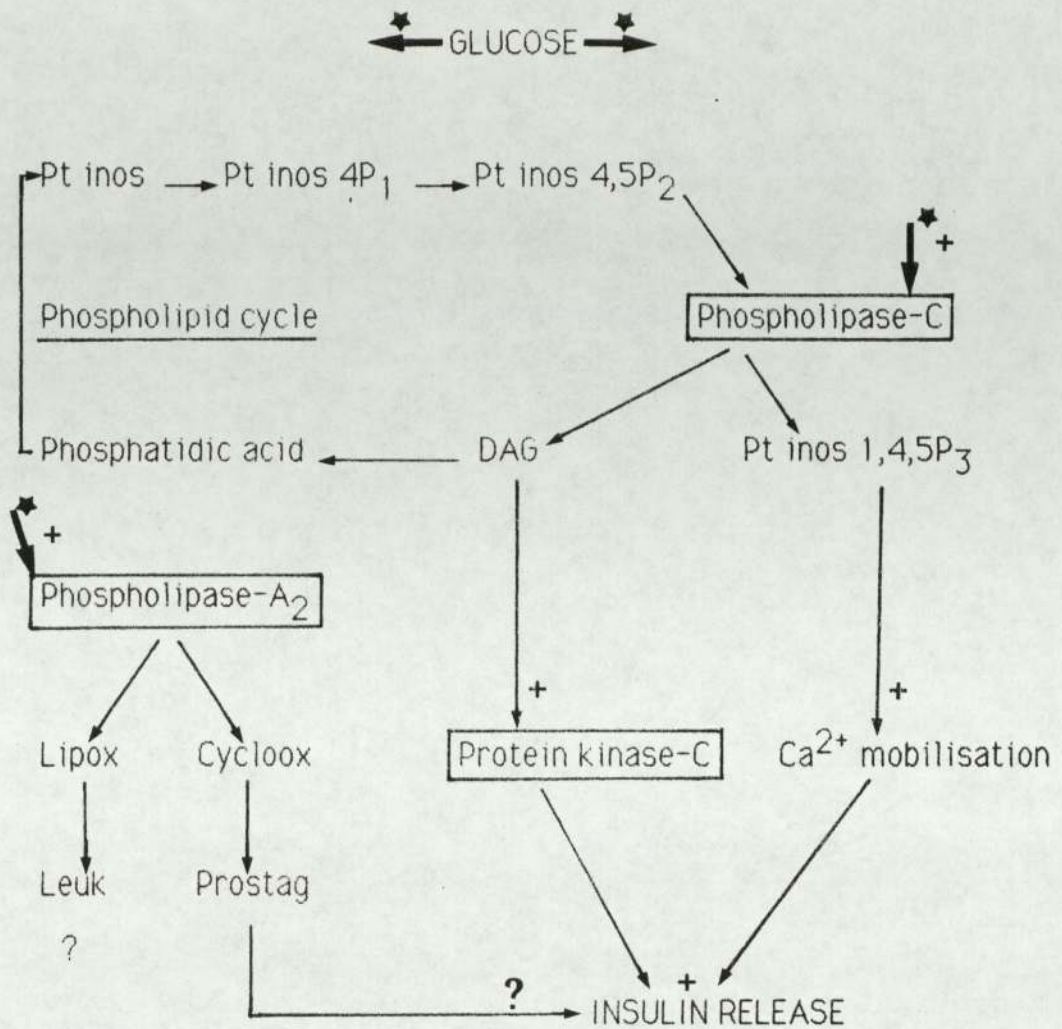 GLUCOSE
Pt inos Pt inos 4P1 Pt inos 4,5P2
+
Phospholipid cycle Phospholipase-C
Phosphatidic acid DAG Pt inos 1,4,5P3
+
Phospholipase-A2
+ +
Lipox Cycloox Protein kinase-C Ca2+ mobilisation
Leuk Prostag
?
? +
INSULIN RELEASE